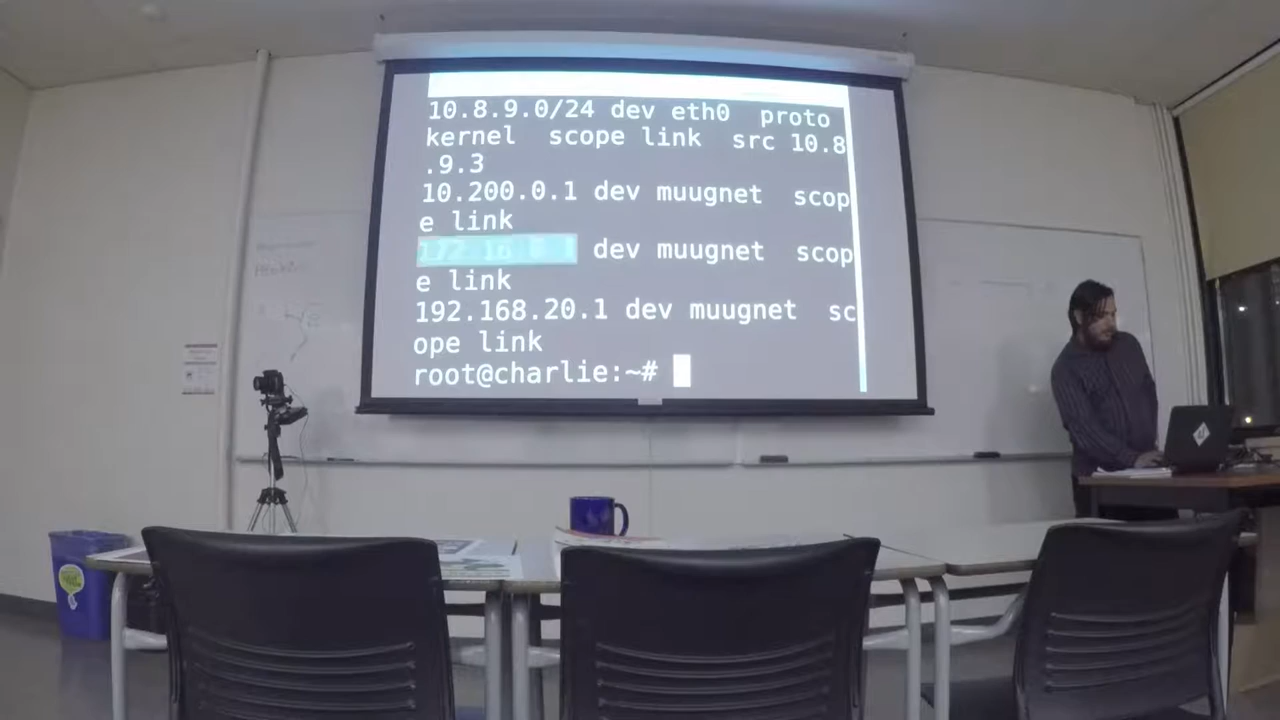 10.8.9.0/24 dev eth0  proto
kernel  scope link  src 10.8
.9.3
10.200.0.1 dev muugnet  scop
e link
dev muugnet  scop
e link
192.168.20.1 dev muugnet  sc
ope link
root@charlie:~#